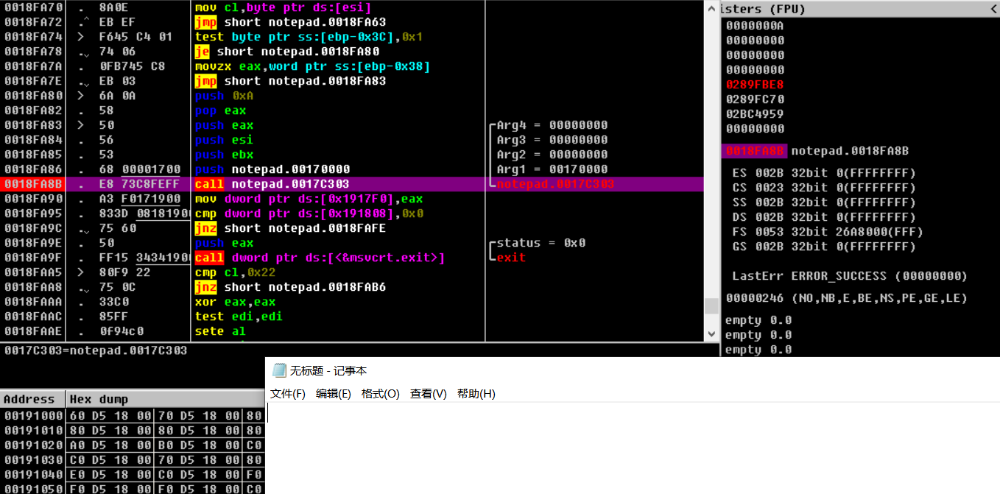 0018FA70 . 8A0E mov cl,byte ptr ds:[esi]
0018FA72 .^ EB EF jmp short notepad.0018FA63
0018FA74 > F645 C4 01 test byte ptr ss:[ebp-0x3C],0x1
0018FA78 .v 74 06 je short notepad.0018FA80
0018FA7A . 0FB745 C8 movzx eax,word ptr ss:[ebp-0x38]
0018FA7E .v EB 03 jmp short notepad.0018FA83
0018FA80 > 6A 0A push 0xA
0018FA82 . 58 pop eax
0018FA83 > 50 push eax Arg4 = 00000000
0018FA84 . 56 push esi Arg3 = 00000000
0018FA85 . 53 push ebx Arg2 = 00000000
0018FA86 . 68 00001700 push notepad.00170000 Arg1 = 00170000
0018FA8B . E8 73C8FEFF call notepad.0017C303 notepad.0017C303
0018FA90 . A3 F0171900 mov dword ptr ds:[0x1917F0],eax
0018FA95 . 833D 0818190 cmp dword ptr ds:[0x191808],0x0
0018FA9C .v 75 60 jnz short notepad.0018FAFE
0018FA9E . 50 push eax status = 0x0
0018FA9F . FF15 3434190 call dword ptr ds:[<&msvcrt.exit>] exit
0018FAA5 > 80F9 22 cmp cl,0x22
0018FAA8 .v 75 0C jnz short notepad.0018FAB6
0018FAAA . 33C0 xor eax,eax
0018FAAC . 85FF test edi,edi
0018FAAE . 0f94c0 sete al
0017C303=notepad.0017C303
isters (FPU) <
0000000A
00000000
00000000
00000000
0289FBE8
0289FC70
02BC4959
00000000
0018FA8B notepad.0018FA8B
ES 002B 32bit 0(FFFFFFFF)
CS 0023 32bit 0(FFFFFFFF)
SS 002B 32bit 0(FFFFFFFF)
DS 002B 32bit 0(FFFFFFFF)
FS 0053 32bit 26A8000(FFF)
GS 002B 32bit 0(FFFFFFFF)
LastErr ERROR_SUCCESS (00000000)
00000246 (NO,NB,E,BE,NS,PE,GE,LE)
empty 0.0
empty 0.0
empty 0.0
Address Hex dump
00191000 60 D5 18 00 70 D5 18 00 80
00191010 80 D5 18 00 80 D5 18 00 80
00191020 A0 D5 18 00 B0 D5 18 00 C0
00191030 C0 D5 18 00 70 D5 18 00 80
00191040 E0 D5 18 00 C0 D5 18 00 F0
00191050 F0 D5 18 00 F0 D5 18 00 C0
无标题 - 记事本
文件(F) 编辑(E) 格式(O) 查看(V) 帮助(H)